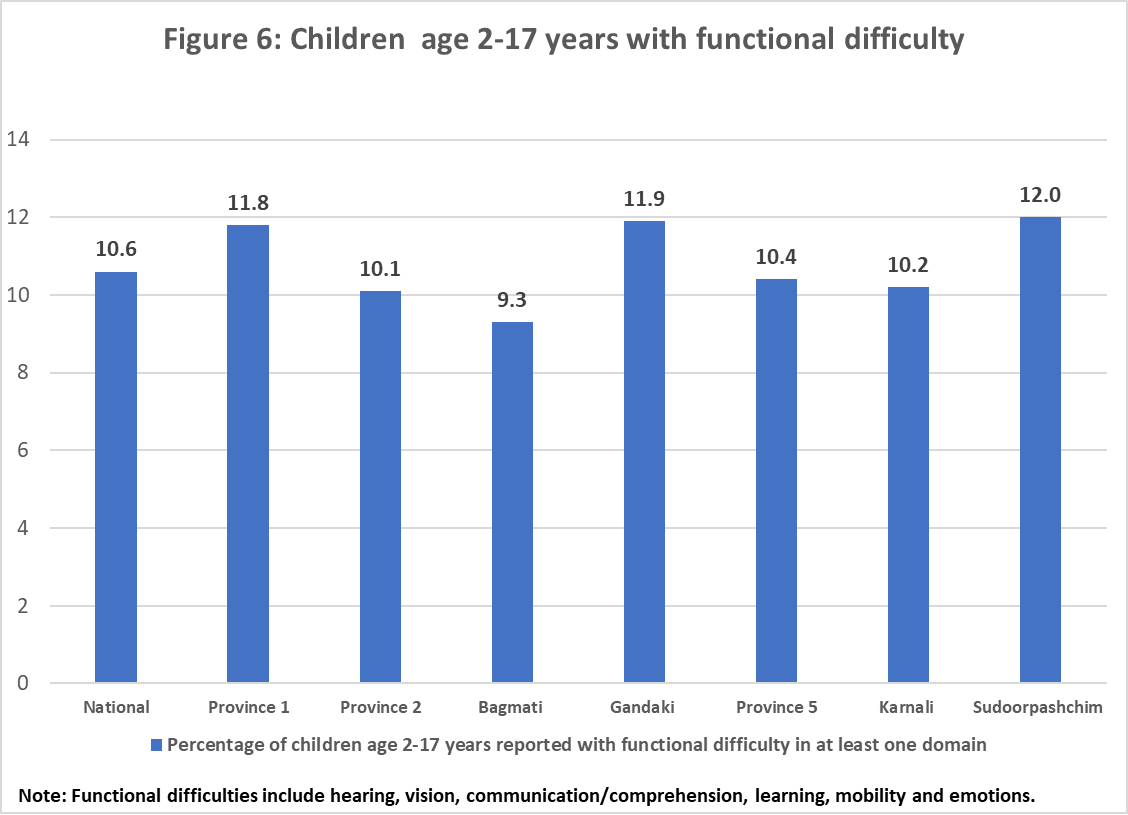 Figure 6: Children  age 2-17 years with functional difficulty
14
12
10
8
6
4
2
0
10.6
11.8
10.1
9.3
11.9
10.4
10.2
12.0
National
Province 1
Province 2
Bagmati
Gandaki
Province 5
Karnali
Sudoorpashchim
Percentage of children age 2-17 years reported with functional difficulty in at least one domain
Note: Functional difficulties include hearing, vision, communication/comprehension, learning, mobility and emotions.